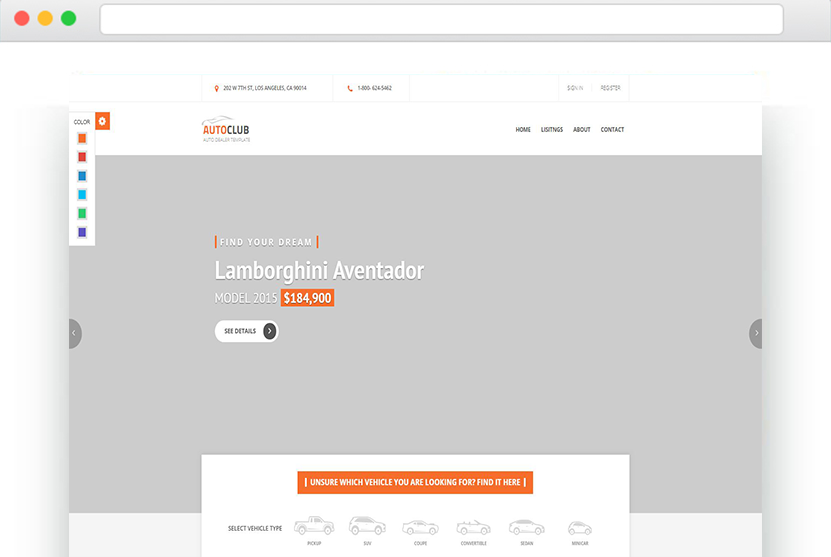 202 W 7TH ST, LOS ANGELES, CA 90014
1-800- 624-5462
SIGN IN
REGISTER
COLOR
AUTOCLUB
AUTO DEALER TEMPLATE
HOME
LISITNGS
ABOUT
CONTACT
FIND YOUR DREAM
Lamborghini Aventador
MODEL 2015 $184,900
SEE DETAILS
UNSURE WHICH VEHICLE YOU ARE LOOKING FOR? FIND IT HERE
SELECT VEHICLE TYPE
PICKUP
SUV
COUPE
CONVERTIBLE
SEDAN
MINICAR